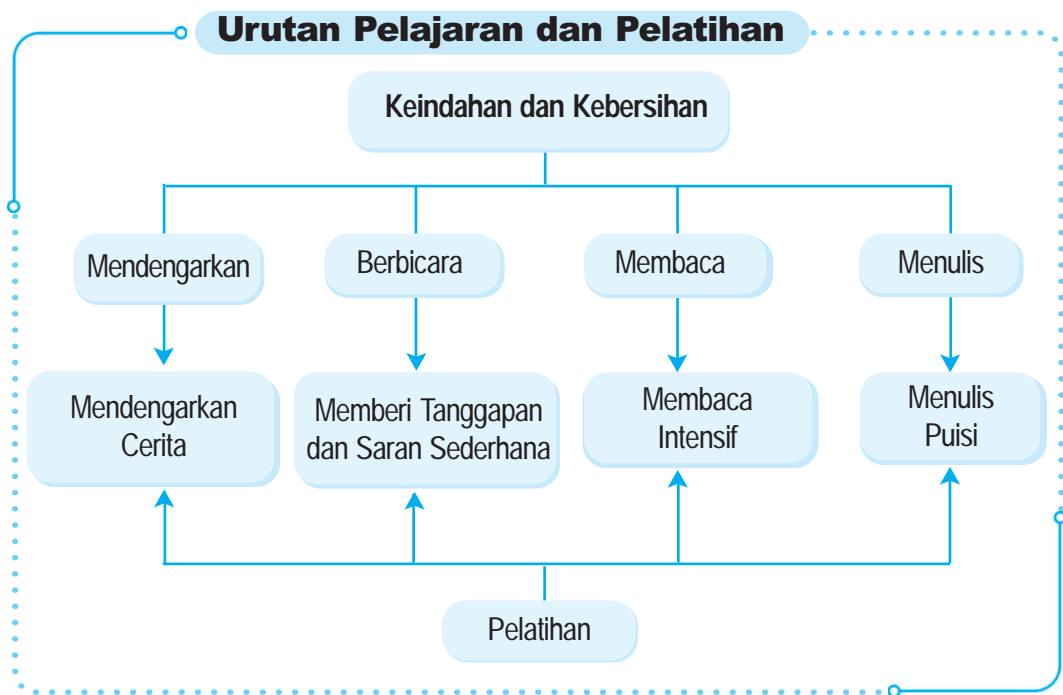 Urutan Pelajaran dan Pelatihan
Keindahan dan Kebersihan
Mendengarkan
Berbicara
Membaca
Menulis
Mendengarkan
Cerita
Memberi Tanggapan
dan Saran Sederhana
Membaca
Intensif
Menulis
Puisi
Pelatihan